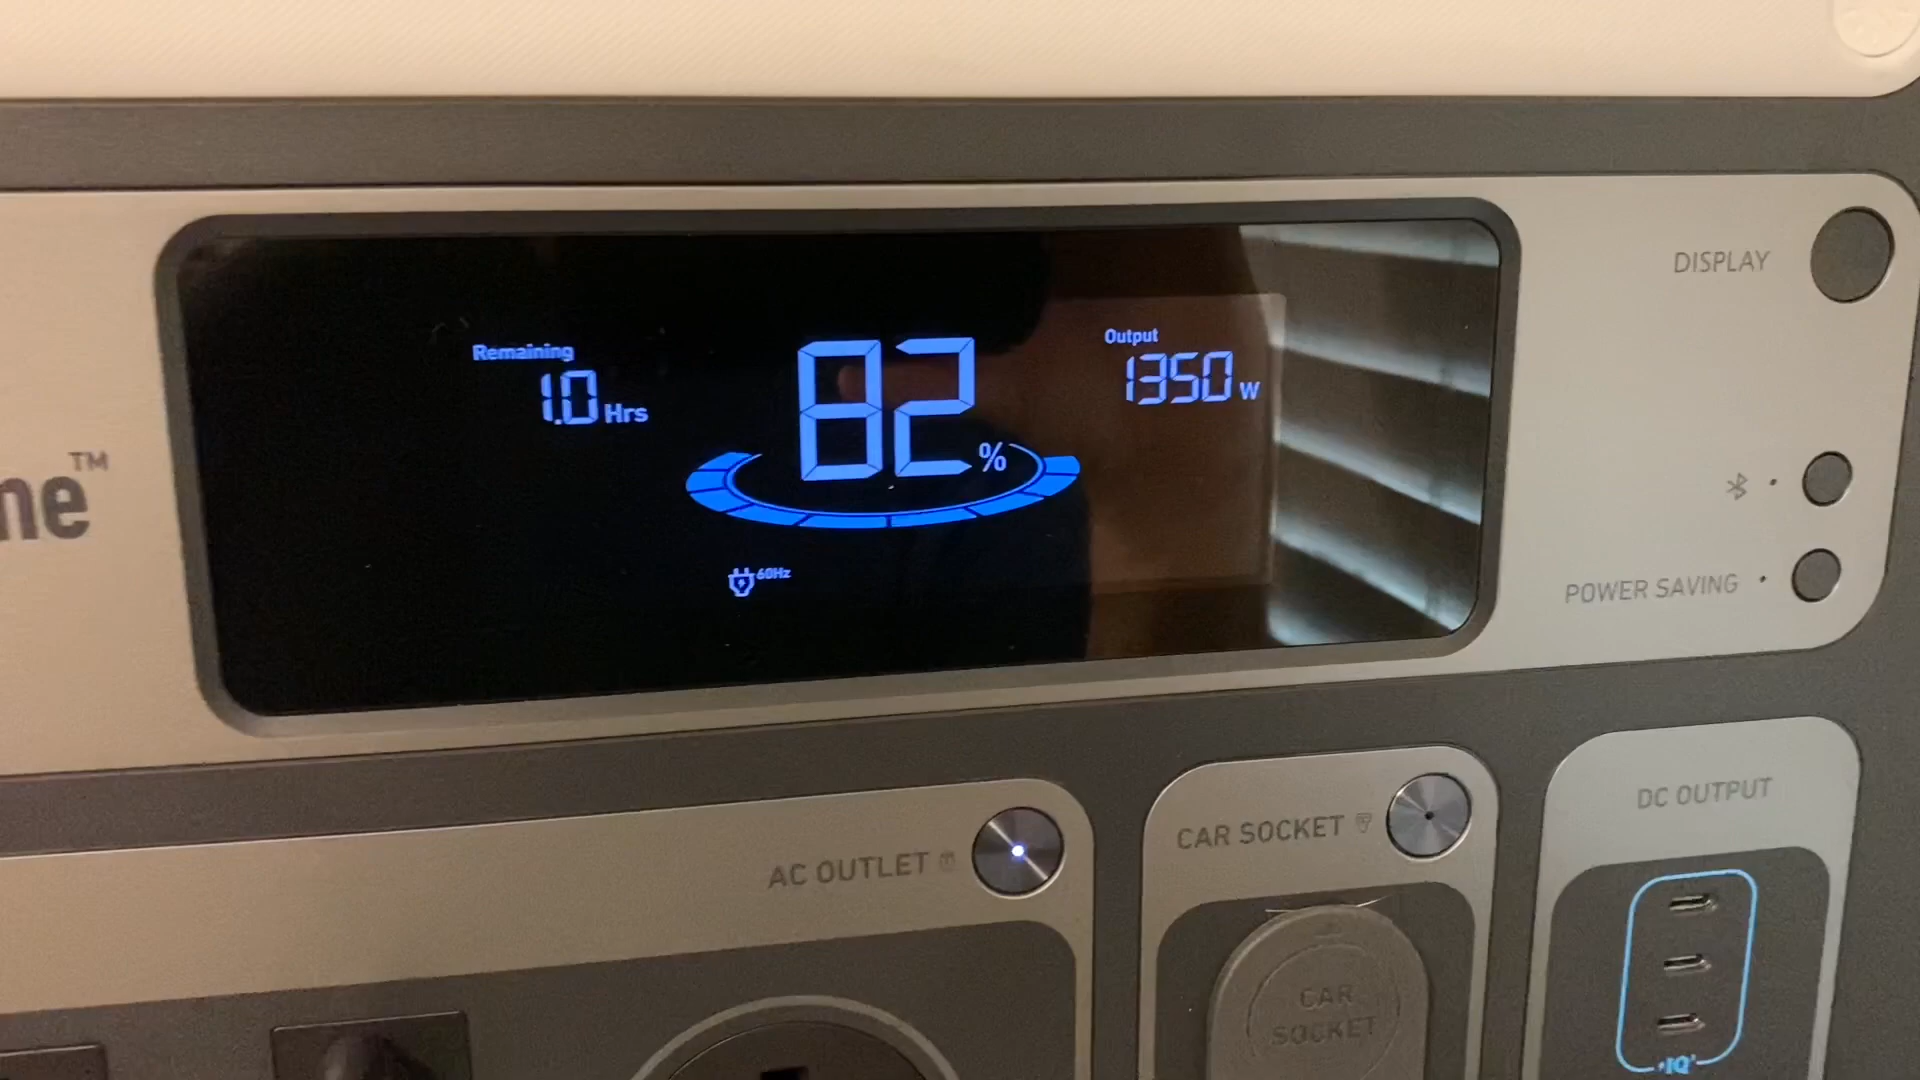 Remaining
1.0 Hrs
82 %
Output
1350 W
60Hz
ne™
DISPLAY
POWER SAVING
AC OUTLET
CAR SOCKET
DC OUTPUT
CAR
SOCKET
IQ